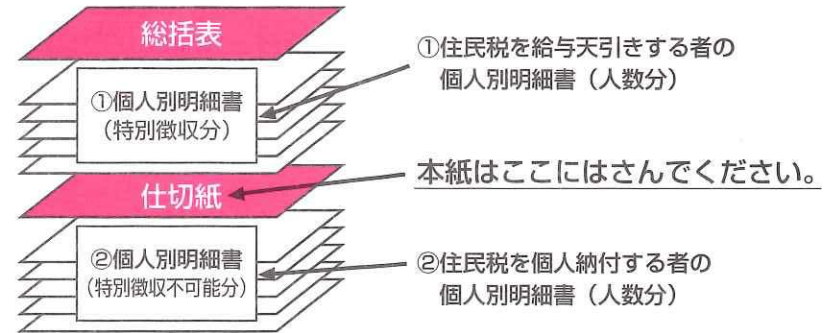 総括表
①個人別明細書
（特別徴収分）
①住民税を給与天引きする者の
個人別明細書（人数分）
仕切紙
本紙はここにはさんでください。
②個人別明細書
（特別徴収不可能分）
②住民税を個人納付する者の
個人別明細書（人数分）